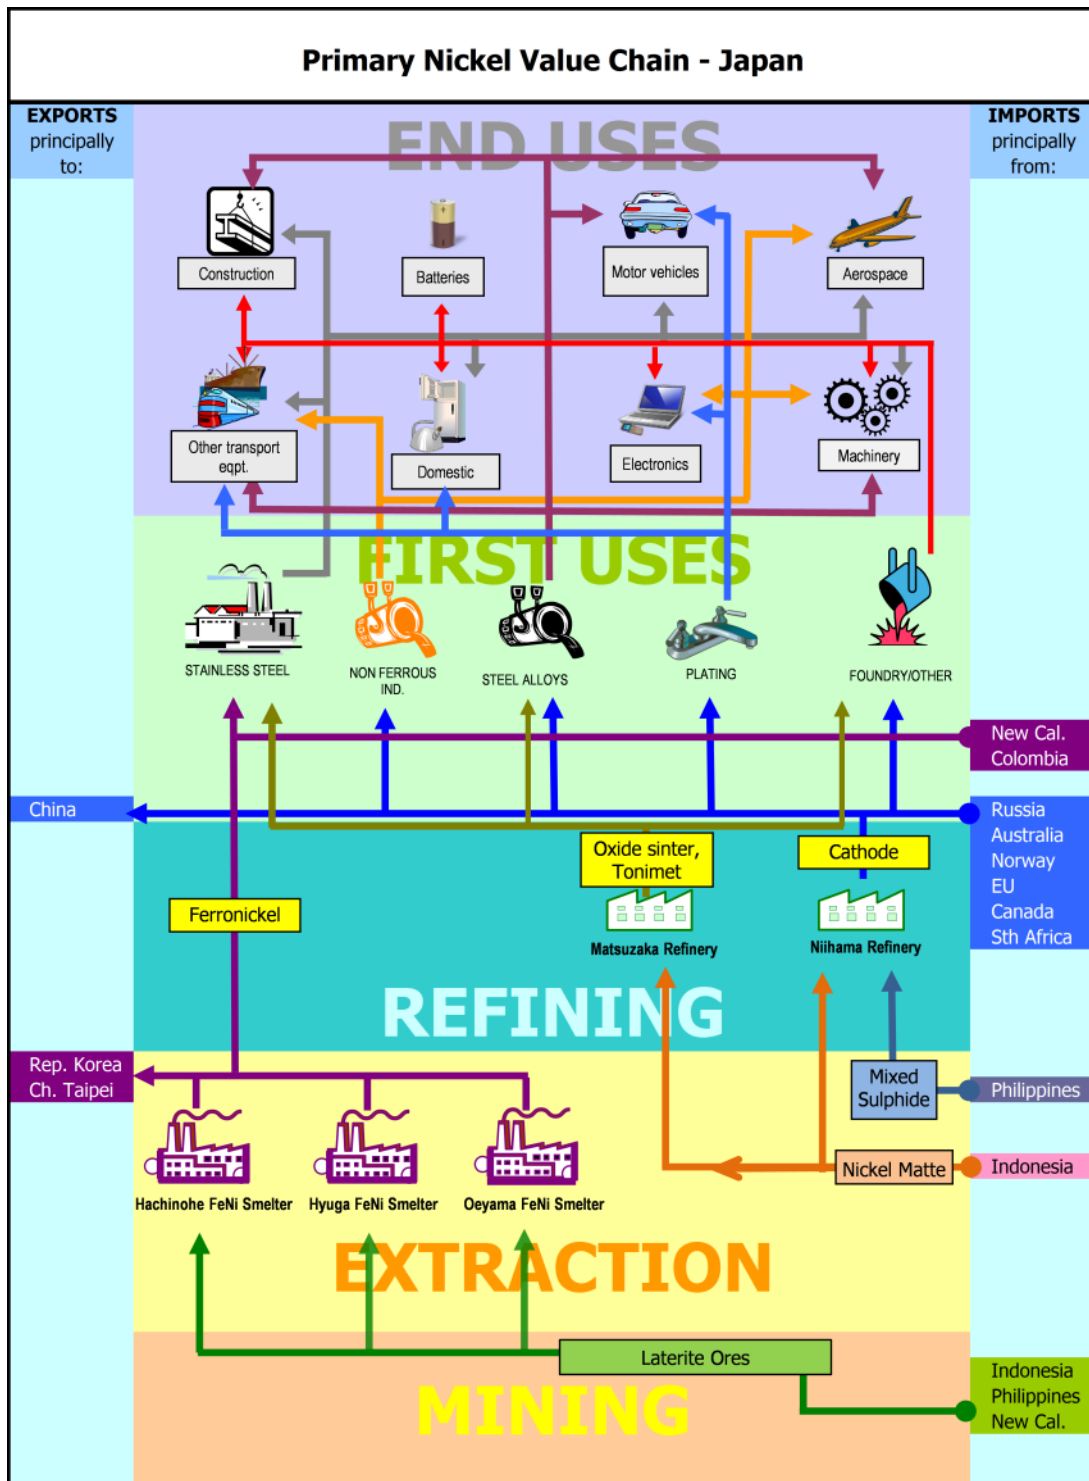 Primary Nickel Value Chain - Japan
EXPORTS
principally
to:
IMPORTS
principally
from:
END USES
Construction
Batteries
Motor vehicles
Aerospace
Other transport
eqpt.
Domestic
Electronics
Machinery
FIRST USES
STAINLESS STEEL
NON FERROUS
IND.
STEEL ALLOYS
PLATING
FOUNDRY/OTHER
New Cal.
Colombia
China
Russia
Australia
Norway
EU
Canada
Sth Africa
Oxide sinter,
Tonimet
Cathode
Ferronickel
Matsuzaka Refinery
Niihama Refinery
REFINING
Rep. Korea
Ch. Taipei
Mixed
Sulphide
Philippines
Nickel Matte
Indonesia
Hachinohe FeNi Smelter
Hyuga FeNi Smelter
Oeyama FeNi Smelter
EXTRACTION
Laterite Ores
Indonesia
Philippines
New Cal.
MINING